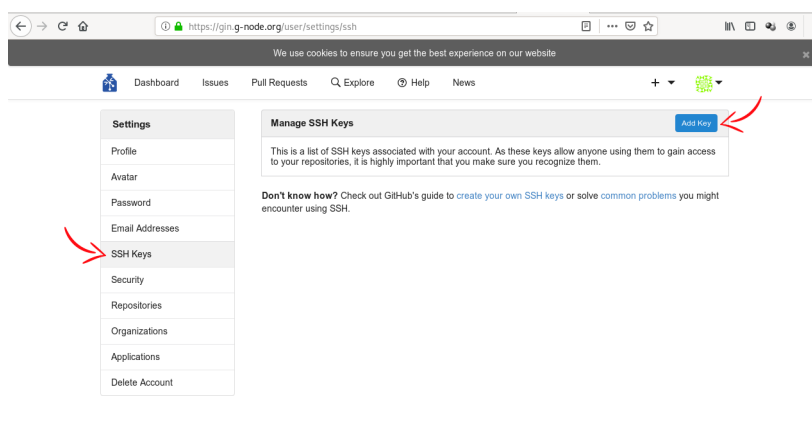 https://gin.g-node.org/user/settings/ssh
We use cookies to ensure you get the best experience on our website
Dashboard Issues Pull Requests Explore Help News
Settings
Profile
Avatar
Password
Email Addresses
SSH Keys
Security
Repositories
Organizations
Applications
Delete Account
Manage SSH Keys Add Key
This is a list of SSH keys associated with your account. As these keys allow anyone using them to gain access
to your repositories, it is highly important that you make sure you recognize them.
Don't know how? Check out GitHub's guide to create your own SSH keys or solve common problems you might
encounter using SSH.